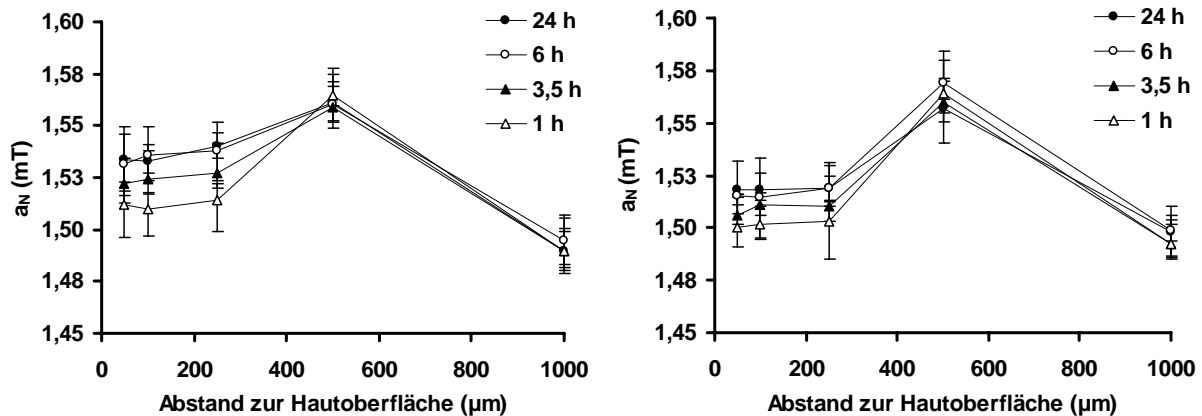 1,60
1,58
1,55
1,53
1,50
1,48
1,45
aN (mT)
0 200 400 600 800 1000
Abstand zur Hautoberfläche (µm)
24 h
6 h
3,5 h
1 h
1,60
1,58
1,55
1,53
1,50
1,48
1,45
aN (mT)
0 200 400 600 800 1000
Abstand zur Hautoberfläche (µm)
24 h
6 h
3,5 h
1 h